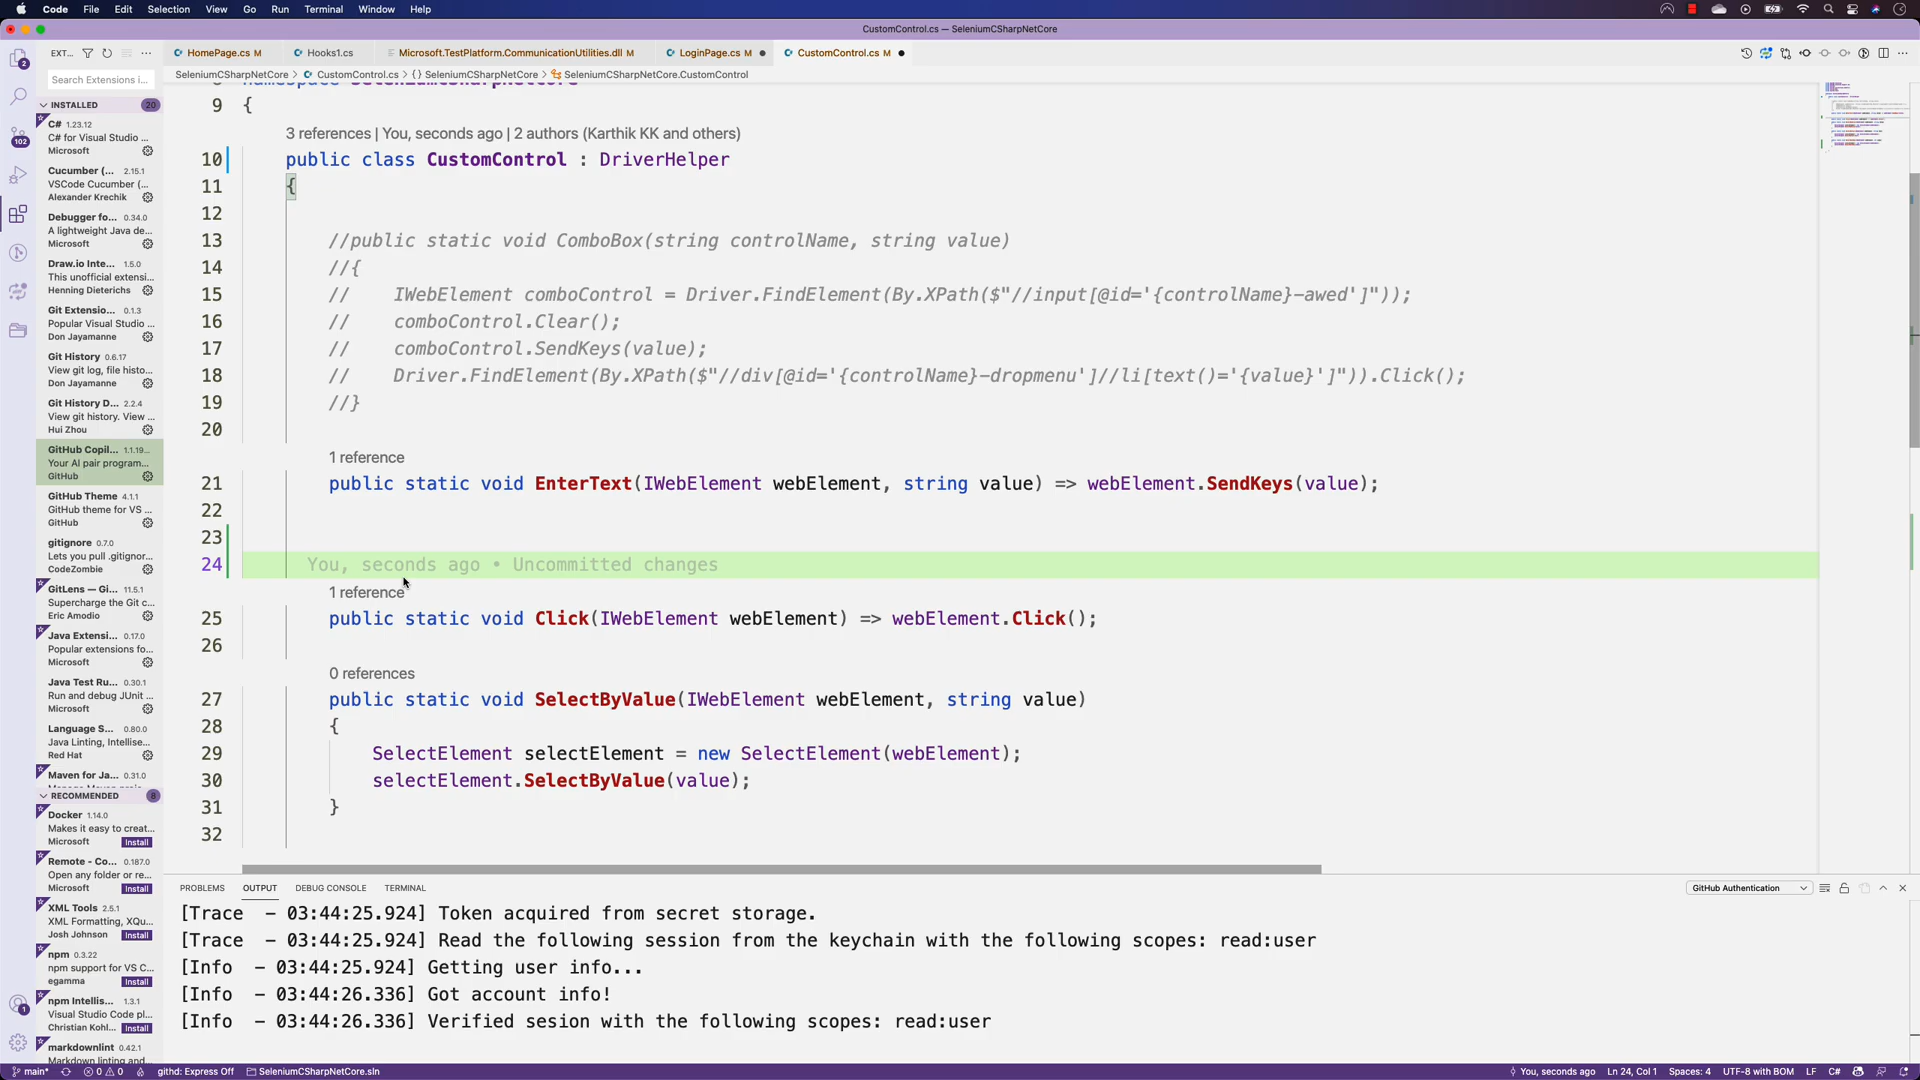 Code File Edit Selection View Go Run Terminal Window Help
CustomControl.cs — SeleniumCSharpNetCore
EXT...
HomePage.cs M Hooks1.cs Microsoft.TestPlatform.CommunicationUtilities.dll M LoginPage.cs M CustomControl.cs M
SeleniumCSharpNetCore > CustomControl.cs > {} SeleniumCSharpNetCore > SeleniumCSharpNetCore.CustomControl
Search Extensions i...
INSTALLED 20
C# 1.23.12
C# for Visual Studio ...
Microsoft
Cucumber (... 2.15.1
VSCode Cucumber (...
Alexander Krechik
Debugger fo... 0.34.0
A lightweight Java de...
Microsoft
Draw.io Inte... 1.5.0
This unofficial extensi...
Henning Dieterichs
Git Extensio... 0.1.3
Popular Visual Studio ...
Don Jayamanne
Git History 0.6.17
View git log, file histo...
Don Jayamanne
Git History D... 2.2.4
View git history. View ...
Hui Zhou
GitHub Copil... 1.1.19...
Your AI pair program...
GitHub
GitHub Theme 4.1.1
GitHub theme for VS ...
GitHub
gitignore 0.7.0
Lets you pull .gitignor...
CodeZombie
GitLens — Gi... 11.5.1
Supercharge the Git c...
Eric Amodio
Java Extensi... 0.17.0
Popular extensions fo...
Microsoft
Java Test Ru... 0.30.1
Run and debug JUnit ...
Microsoft
Language S... 0.80.0
Java Linting, Intellise...
Red Hat
Maven for Ja... 0.31.0
RECOMMENDED 8
Docker 1.14.0
Makes it easy to creat...
Microsoft Install
Remote - Co... 0.187.0
Open any folder or re...
Microsoft Install
XML Tools 2.5.1
XML Formatting, XQu...
Josh Johnson Install
npm 0.3.22
npm support for VS C...
egamma Install
npm Intellis... 1.3.1
Visual Studio Code pl...
Christian Kohl... Install
markdownlint 0.42.1
Markdown linting and...
2
102
1
namespace SeleniumCSharpNetCore
9 {
3 references | You, seconds ago | 2 authors (Karthik KK and others)
10 public class CustomControl : DriverHelper
11 {
12
13 //public static void ComboBox(string controlName, string value)
14 //{
15 // IWebElement comboControl = Driver.FindElement(By.XPath($"//input[@id='{controlName}-awed']"));
16 // comboControl.Clear();
17 // comboControl.SendKeys(value);
18 // Driver.FindElement(By.XPath($"//div[@id='{controlName}-dropmenu']//li[text()='{value}']")).Click();
19 //}
20
1 reference
21 public static void EnterText(IWebElement webElement, string value) => webElement.SendKeys(value);
22
23
24 You, seconds ago • Uncommitted changes
1 reference
25 public static void Click(IWebElement webElement) => webElement.Click();
26
0 references
27 public static void SelectByValue(IWebElement webElement, string value)
28 {
29 SelectElement selectElement = new SelectElement(webElement);
30 selectElement.SelectByValue(value);
31 }
32
PROBLEMS OUTPUT DEBUG CONSOLE TERMINAL GitHub Authentication
[Trace - 03:44:25.924] Token acquired from secret storage.
[Trace - 03:44:25.924] Read the following session from the keychain with the following scopes: read:user
[Info - 03:44:25.924] Getting user info...
[Info - 03:44:26.336] Got account info!
[Info - 03:44:26.336] Verified sesion with the following scopes: read:user
main* 0 0 githd: Express Off SeleniumCSharpNetCore.sln You, seconds ago Ln 24, Col 1 Spaces: 4 UTF-8 with BOM LF C#